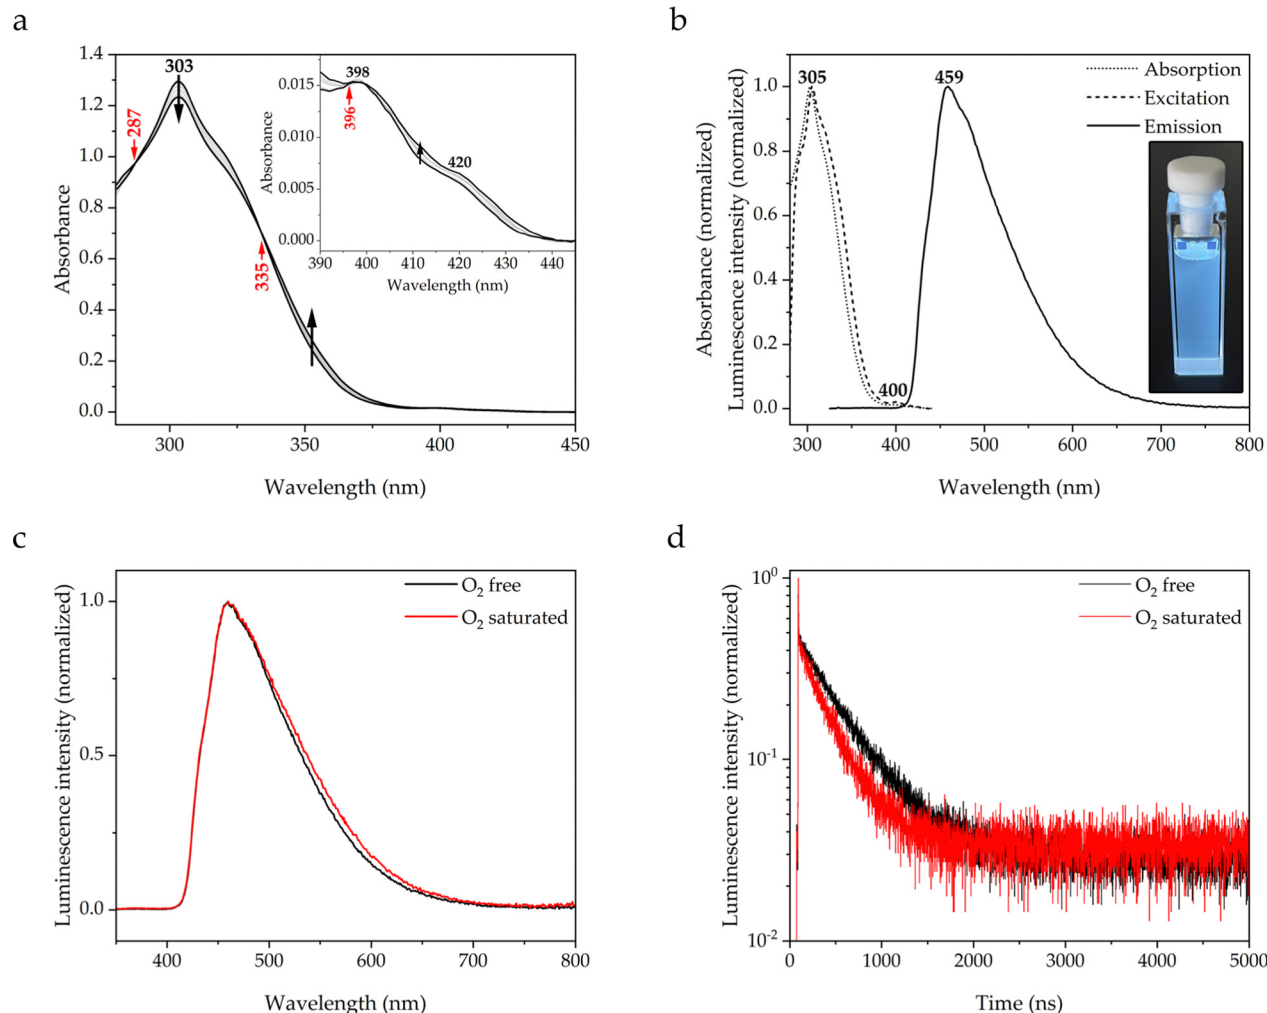 a
1.4
1.2
1.0
0.8
0.6
0.4
0.2
0.0
Absorbance
303
287
335
300
350
400
450
Wavelength (nm)
0.015
0.010
0.005
0.000
Absorbance
398
396
420
390
400
410
420
430
440
Wavelength (nm)
b
Absorbance (normalized)
Luminescence intensity (normalized)
1.0
0.8
0.6
0.4
0.2
0.0
305
459
400
Absorption
Excitation
Emission
300
400
500
600
700
800
Wavelength (nm)
c
Luminescence intensity (normalized)
1.0
0.5
0.0
O₂ free
O₂ saturated
400
500
600
700
800
Wavelength (nm)
d
Luminescence intensity (normalized)
10⁰
10⁻¹
10⁻²
O₂ free
O₂ saturated
0
1000
2000
3000
4000
5000
Time (ns)